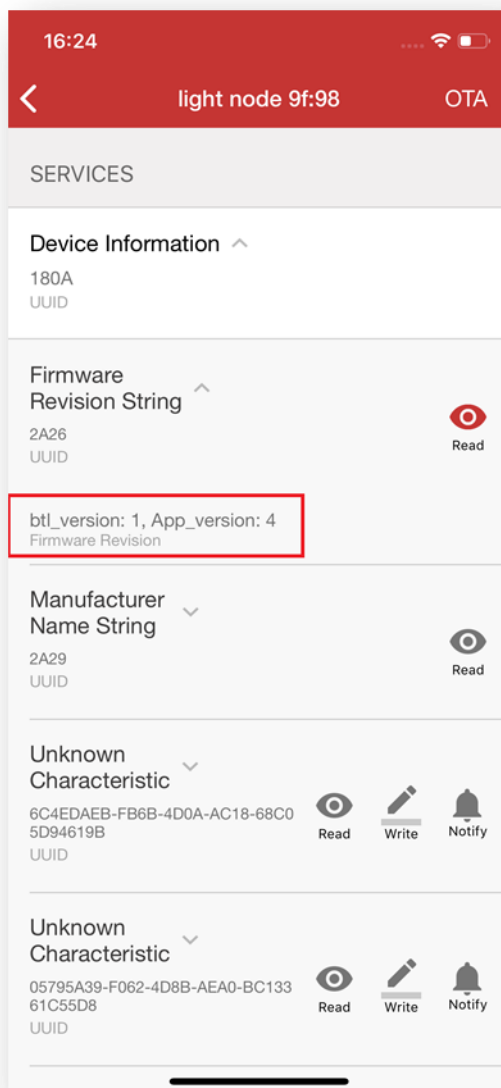 16:24
light node 9f:98
OTA
SERVICES
Device Information
180A
UUID
Firmware
Revision String
2A26
UUID
Read
btl_version: 1, App_version: 4
Firmware Revision
Manufacturer
Name String
2A29
UUID
Read
Unknown
Characteristic
6C4EDAEB-FB6B-4D0A-AC18-68C0
5D94619B
UUID
Read
Write
Notify
Unknown
Characteristic
05795A39-F062-4D8B-AEA0-BC133
61C55D8
UUID
Read
Write
Notify